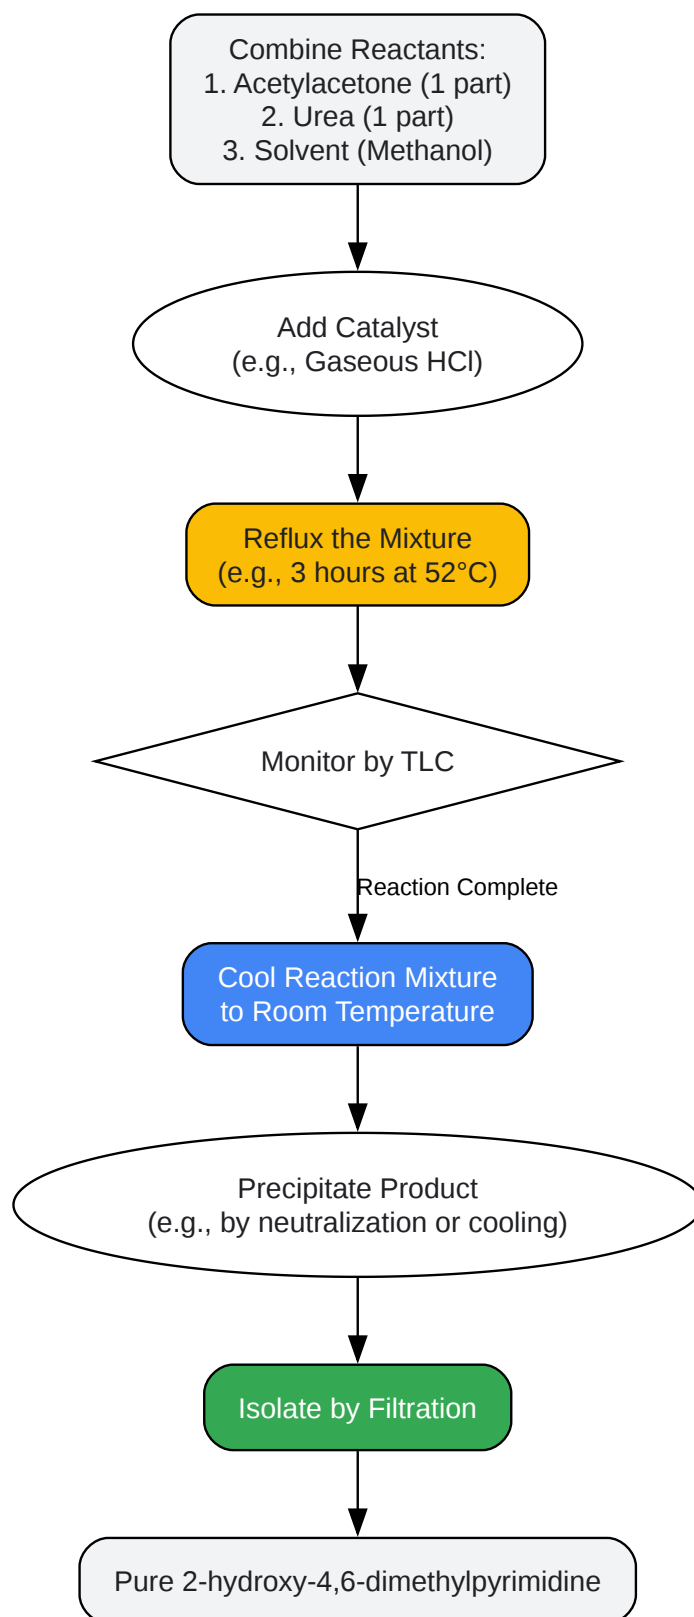 Combine Reactants:
1. Acetylacetone (1 part)
2. Urea (1 part)
3. Solvent (Methanol)
Add Catalyst
(e.g., Gaseous HCl)
Reflux the Mixture
(e.g., 3 hours at 52°C)
Monitor by TLC
Reaction Complete
Cool Reaction Mixture
to Room Temperature
Precipitate Product
(e.g., by neutralization or cooling)
Isolate by Filtration
Pure 2-hydroxy-4,6-dimethylpyrimidine